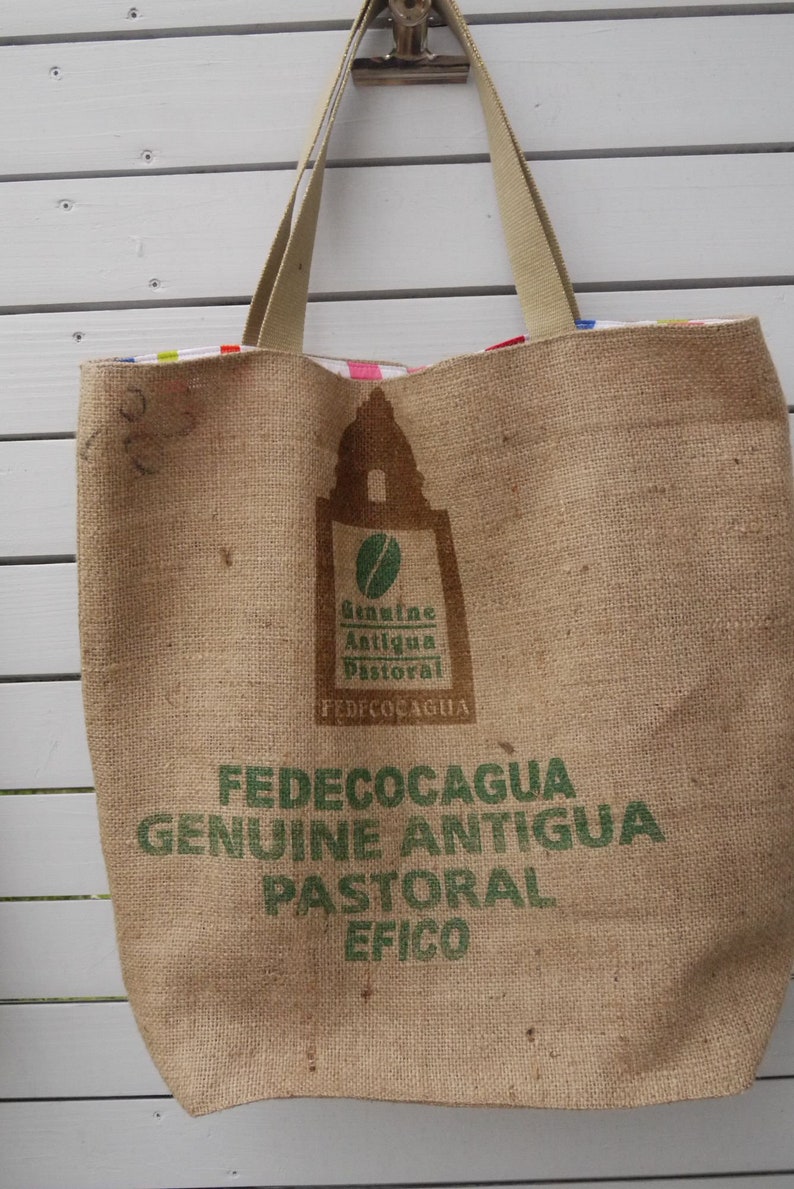 Genuine
Antigua
Pastoral
FEDECOCAGUA
FEDECOCAGUA
GENUINE ANTIGUA
PASTORAL
EFICO